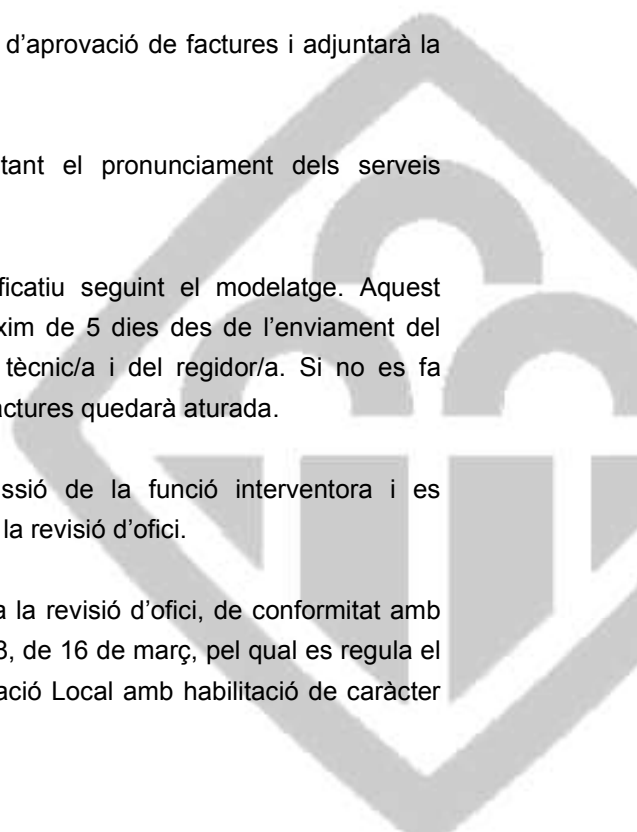 d’aprovació de factures i adjuntarà la
tant el pronunciament dels serveis
ficatiu seguint el modelatge. Aquest
xim de 5 dies des de l’enviament del
tècnic/a i del regidor/a. Si no es fa
actures quedarà aturada.
ssió de la funció interventora i es
la revisió d’ofici.
a la revisió d’ofici, de conformitat amb
8, de 16 de març, pel qual es regula el
ació Local amb habilitació de caràcter